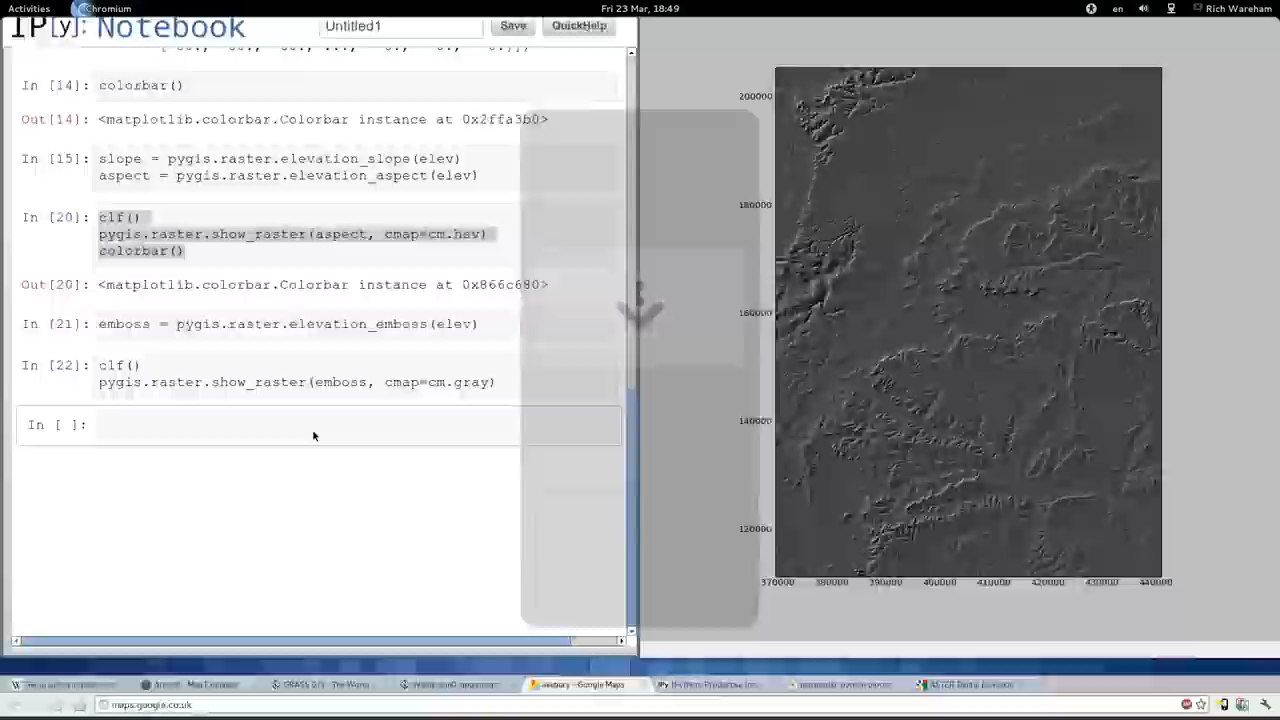 Activities Chromium Fri 23 Mar, 18:49 en Rich Wareham
IP[y]: Notebook Untitled1 Save QuickHelp
In [14]: colorbar()
Out[14]: <matplotlib.colorbar.Colorbar instance at 0x2ffa3b0>
In [15]: slope = pygis.raster.elevation_slope(elev)
aspect = pygis.raster.elevation_aspect(elev)
In [20]: clf()
pygis.raster.show_raster(aspect, cmap=cm.hsv)
colorbar()
Out[20]: <matplotlib.colorbar.Colorbar instance at 0x866c680>
In [21]: emboss = pygis.raster.elevation_emboss(elev)
In [22]: clf()
pygis.raster.show_raster(emboss, cmap=cm.gray)
In [ ]:
200000
180000
160000
140000
120000
370000 380000 390000 400000 410000 420000 430000 440000
avebury - Google Maps
maps.google.co.uk